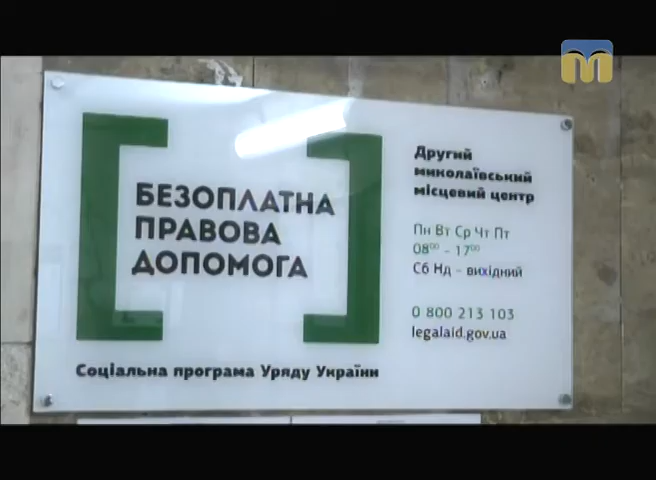 БЕЗОПЛАТНА
ПРАВОВА
ДОПОМОГА
Соціальна програма Уряду України
Другий
миколаївський
місцевий центр
Пн Вт Ср Чт Пт
08⁰⁰ - 17⁰⁰
Сб Нд - вихідний
0 800 213 103
legalaid.gov.ua
M